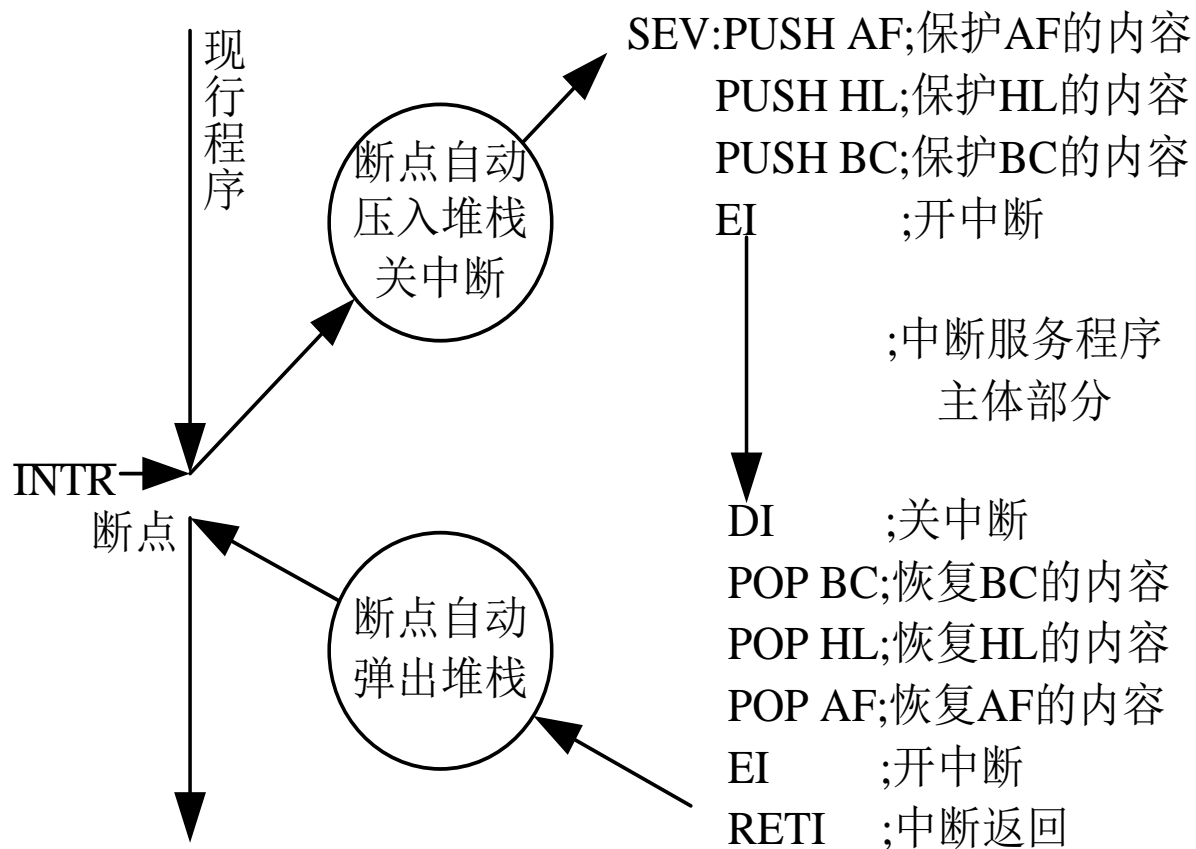 现行程序
断点自动
压入堆栈
关中断
SEV:PUSH AF;保护AF的内容
PUSH HL;保护HL的内容
PUSH BC;保护BC的内容
EI ;开中断
;中断服务程序
主体部分
INTR
断点
断点自动
弹出堆栈
DI ;关中断
POP BC;恢复BC的内容
POP HL;恢复HL的内容
POP AF;恢复AF的内容
EI ;开中断
RETI ;中断返回